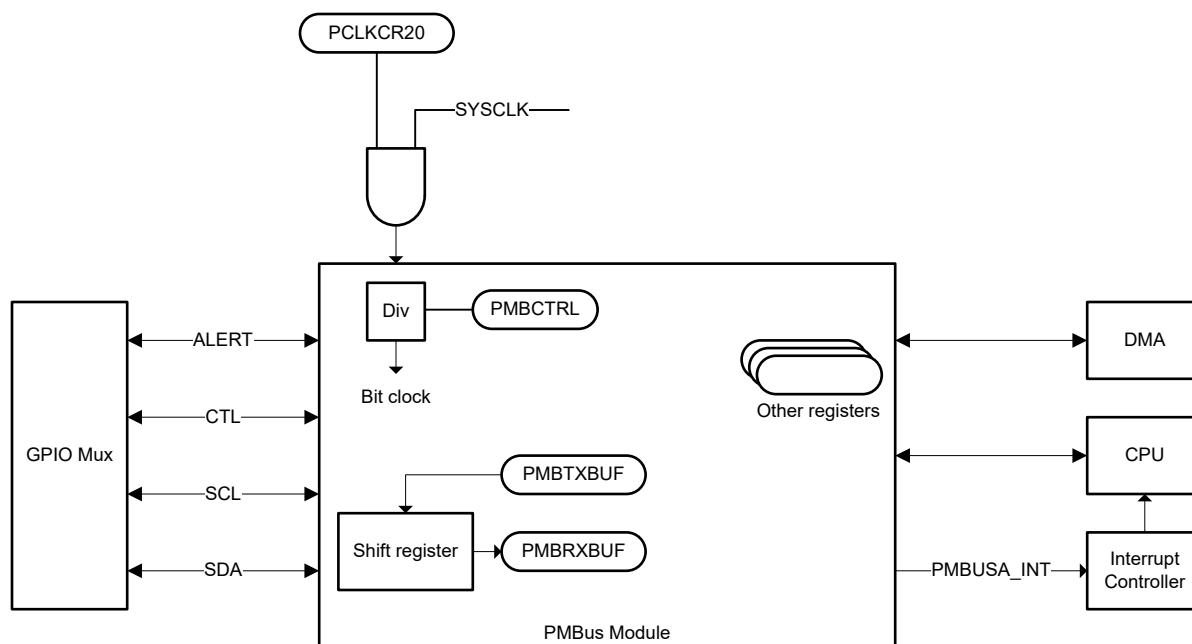 PCLKCR20
SYSCLK
Div
PMBCTRL
Bit clock
Other registers
ALERT
CTL
SCL
SDA
GPIO Mux
DMA
CPU
PMBTXBUF
Shift register
PMBRXBUF
PMBUSA_INT
Interrupt
Controller
PMBus Module